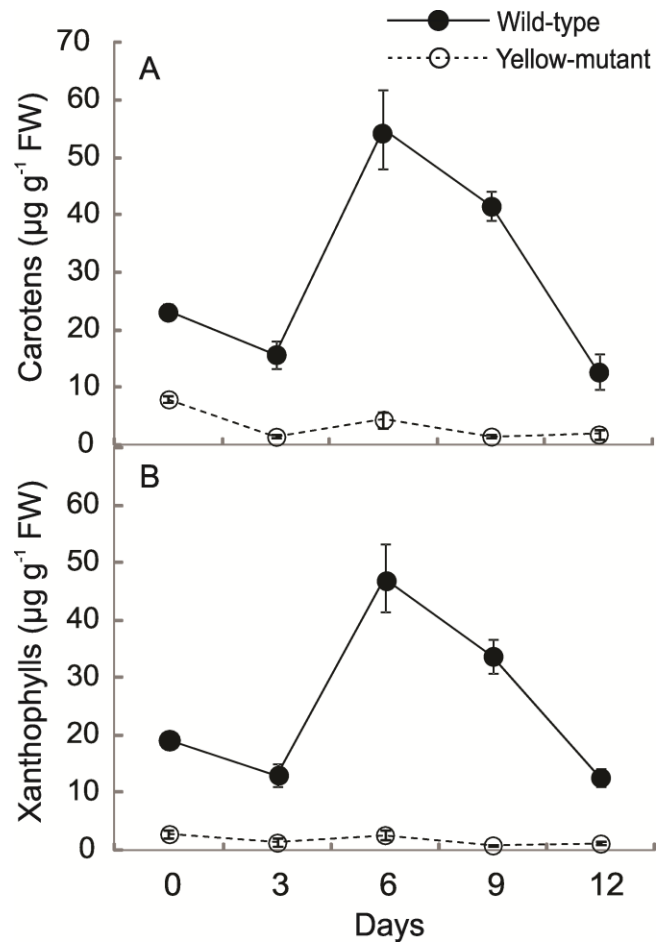 Wild-type
Yellow-mutant
A
Carotens (µg g⁻¹ FW)
70
60
50
40
30
20
10
0
B
Xanthophylls (µg g⁻¹ FW)
60
50
40
30
20
10
0
0 3 6 9 12
Days